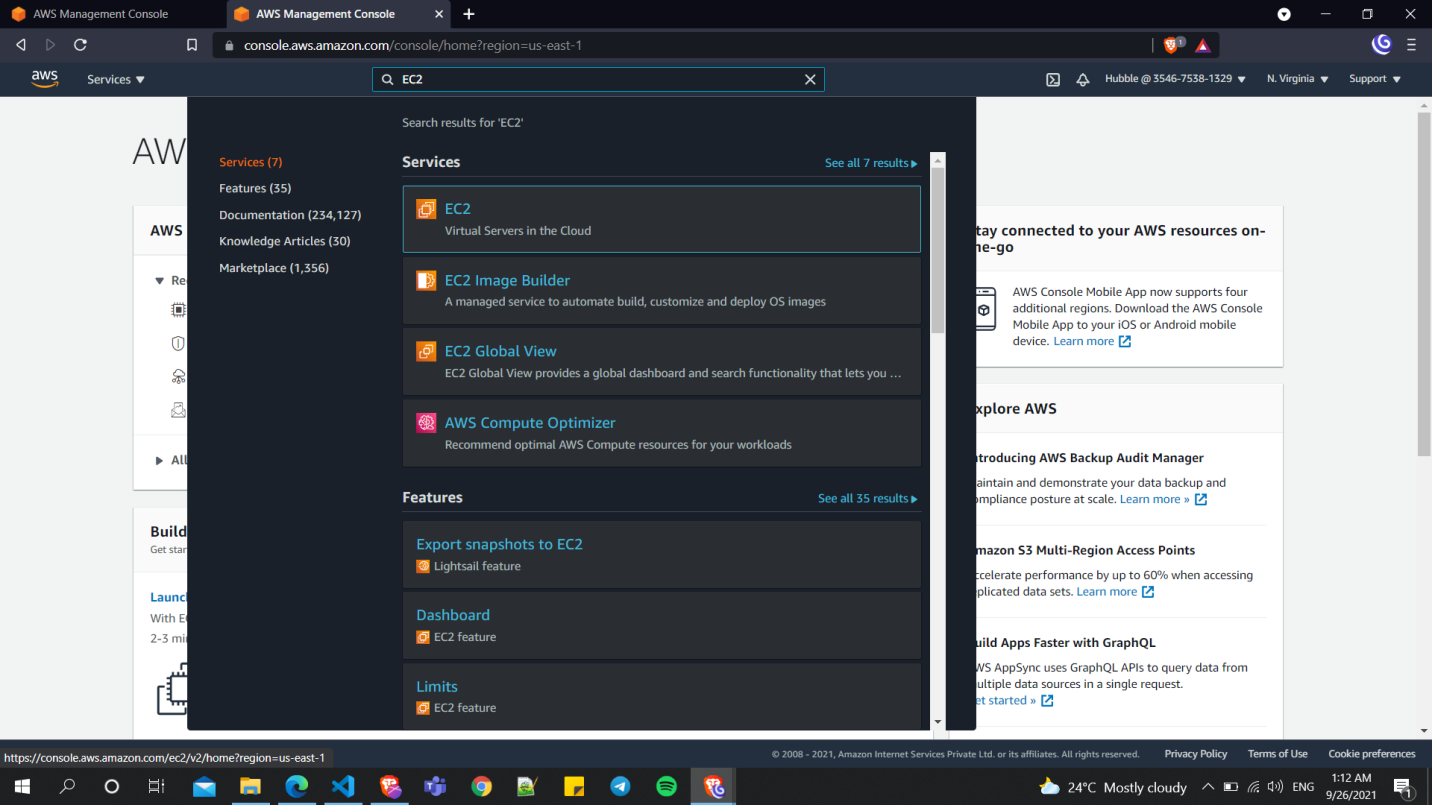 AWS Management Console
AWS Management Console
console.aws.amazon.com/console/home?region=us-east-1
1
aws
Services
EC2
Hubble @ 3546-7538-1329
N. Virginia
Support
Search results for 'EC2'
Services (7)
Features (35)
Documentation (234,127)
Knowledge Articles (30)
Marketplace (1,356)
Services
See all 7 results
EC2
Virtual Servers in the Cloud
EC2 Image Builder
A managed service to automate build, customize and deploy OS images
EC2 Global View
EC2 Global View provides a global dashboard and search functionality that lets you ...
AWS Compute Optimizer
Recommend optimal AWS Compute resources for your workloads
Features
See all 35 results
Export snapshots to EC2
Lightsail feature
Dashboard
EC2 feature
Limits
EC2 feature
AW
AWS
Re
All
Build
Get star
Launc
With E
2-3 mi
tay connected to your AWS resources on-
he-go
AWS Console Mobile App now supports four
additional regions. Download the AWS Console
Mobile App to your iOS or Android mobile
device. Learn more
xplore AWS
ntroducing AWS Backup Audit Manager
aintain and demonstrate your data backup and
ompliance posture at scale. Learn more »
mazon S3 Multi-Region Access Points
ccelerate performance by up to 60% when accessing
eplicated data sets. Learn more
uild Apps Faster with GraphQL
WS AppSync uses GraphQL APIs to query data from
ultiple data sources in a single request.
et started »
https://console.aws.amazon.com/ec2/v2/home?region=us-east-1
© 2008 - 2021, Amazon Internet Services Private Ltd. or its affiliates. All rights reserved.
Privacy Policy
Terms of Use
Cookie preferences
24°C Mostly cloudy
ENG
1:12 AM
9/26/2021
1